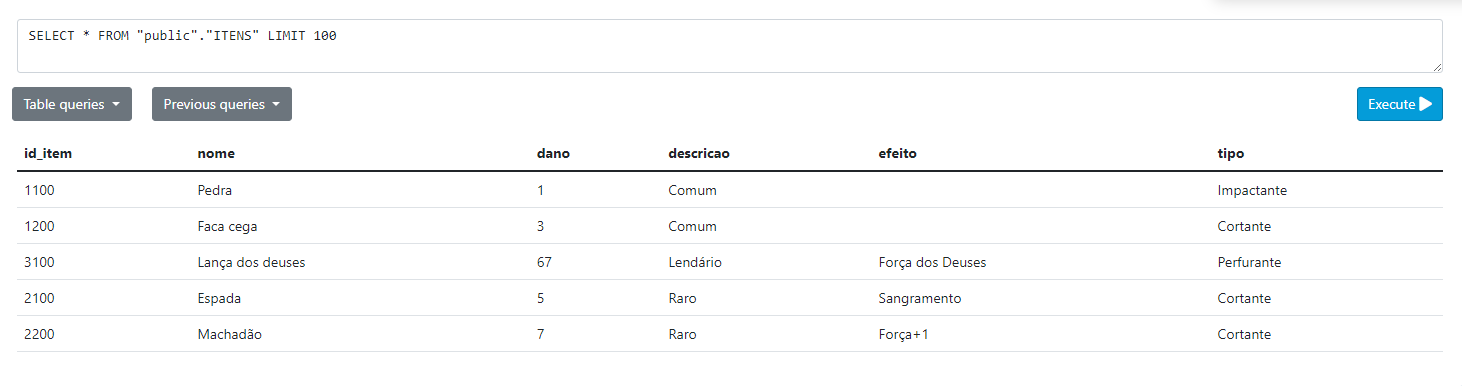 SELECT * FROM "public"."ITENS" LIMIT 100
Table queries Previous queries Execute
id_item nome dano descricao efeito tipo
1100 Pedra 1 Comum Impactante
1200 Faca cega 3 Comum Cortante
3100 Lança dos deuses 67 Lendário Força dos Deuses Perfurante
2100 Espada 5 Raro Sangramento Cortante
2200 Machadão 7 Raro Força+1 Cortante